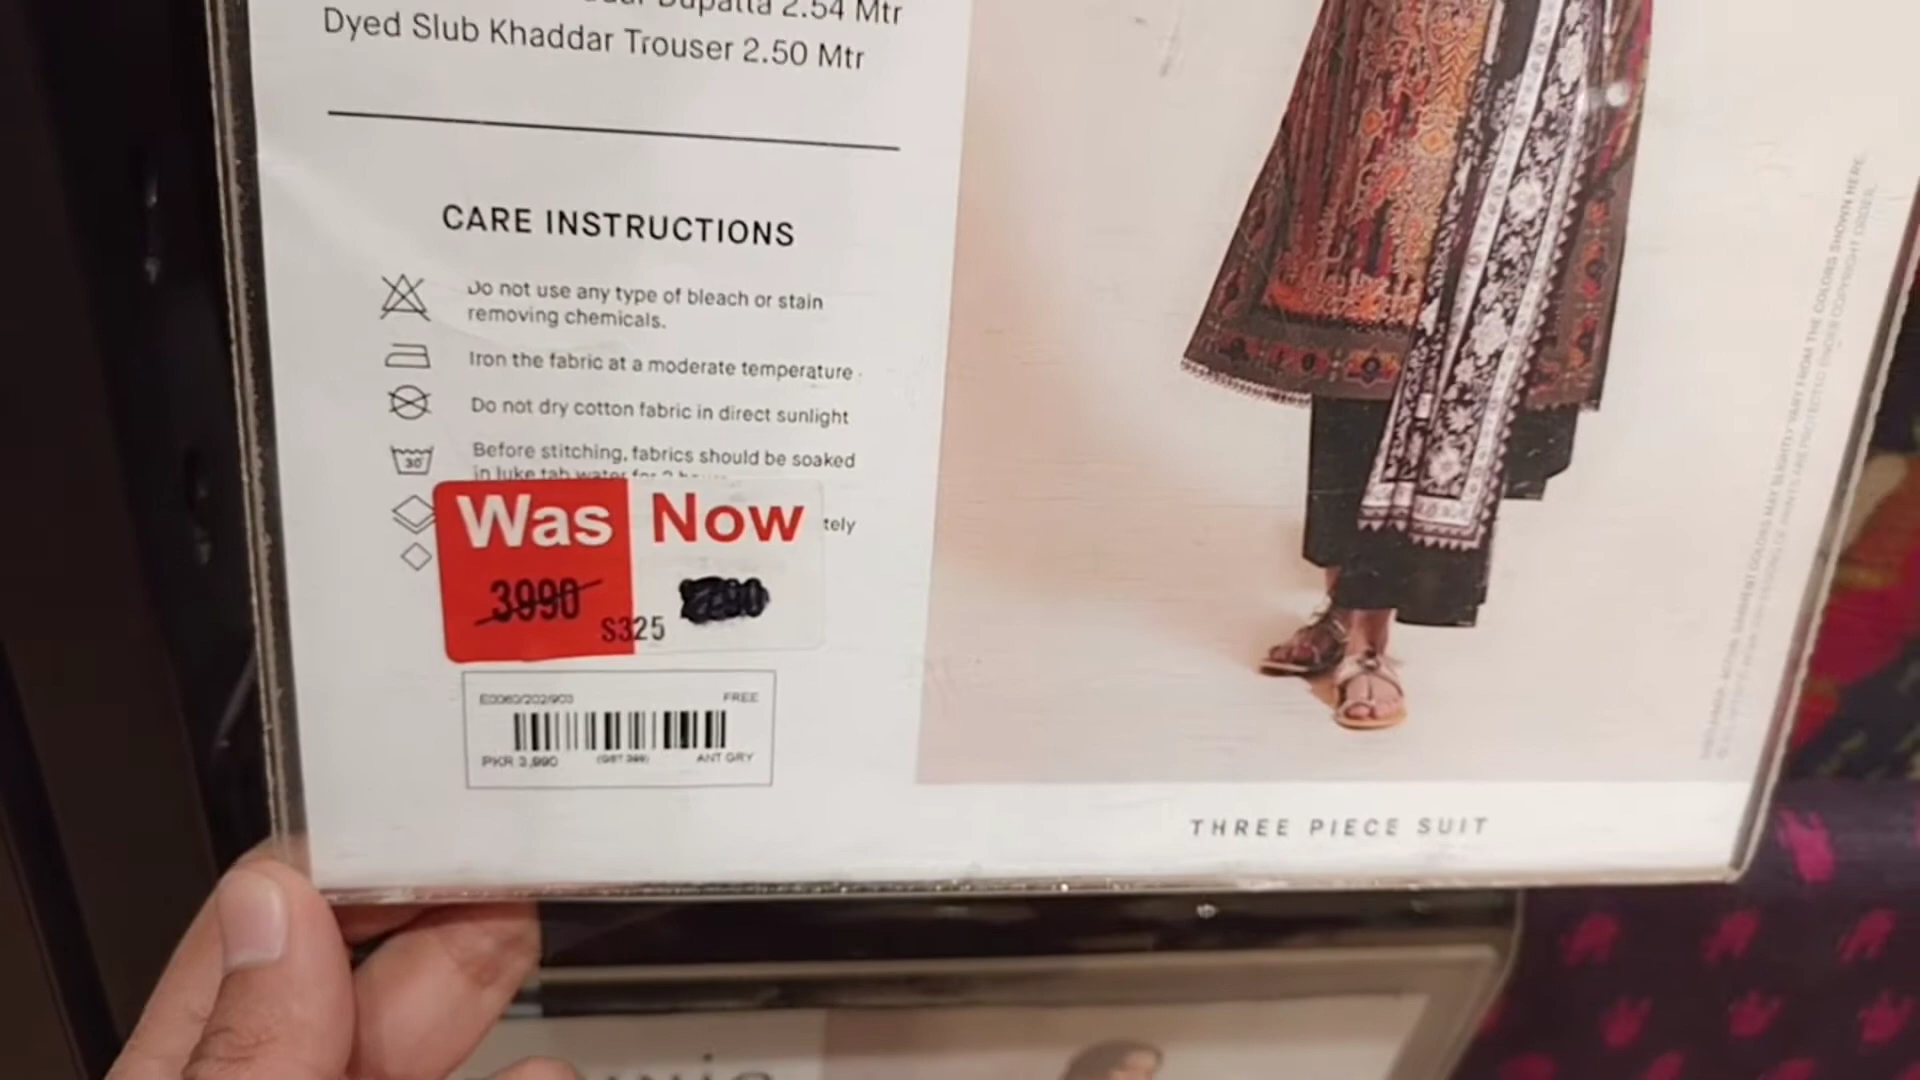 Dupatta 2.54 Mtr
Dyed Slub Khaddar Trouser 2.50 Mtr
CARE INSTRUCTIONS
Do not use any type of bleach or stain
removing chemicals.
Iron the fabric at a moderate temperature
Do not dry cotton fabric in direct sunlight
30
Before stitching, fabrics should be soaked
in luke tab water for
tely
Was Now
3990
S325
FREE
PKR 3,990
ANT GRY
THREE PIECE SUIT